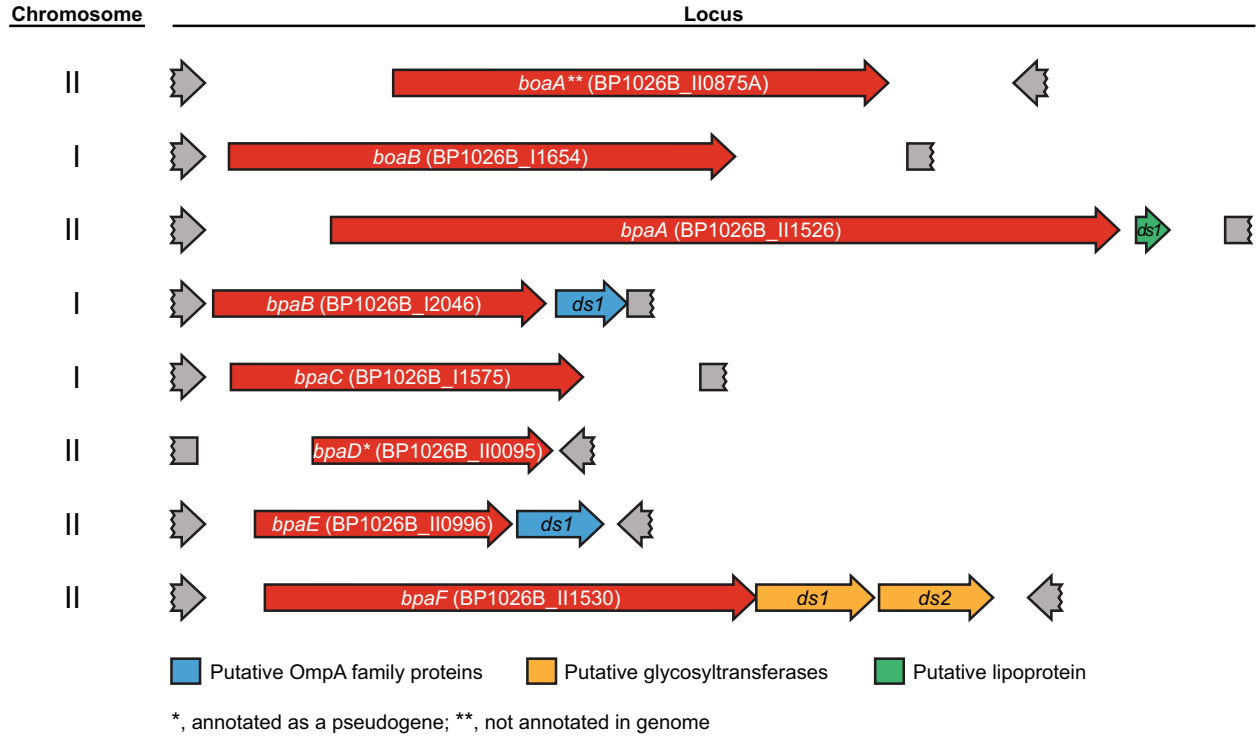 Chromosome Locus
II boaA** (BP1026B_II0875A)
I boaB (BP1026B_I1654)
II bpaA (BP1026B_II1526) ds1
I bpaB (BP1026B_I2046) ds1
I bpaC (BP1026B_I1575)
II bpaD* (BP1026B_II0095)
II bpaE (BP1026B_II0996) ds1
II bpaF (BP1026B_II1530) ds1 ds2
Putative OmpA family proteins Putative glycosyltransferases Putative lipoprotein
*, annotated as a pseudogene; **, not annotated in genome